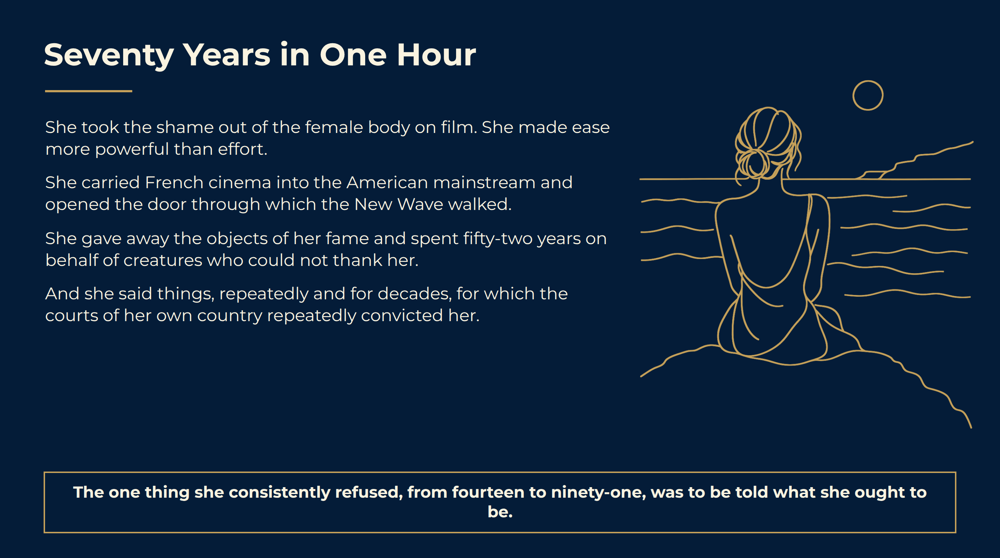 Seventy Years in One Hour
She took the shame out of the female body on film. She made ease
more powerful than effort.
She carried French cinema into the American mainstream and
opened the door through which the New Wave walked.
She gave away the objects of her fame and spent fifty-two years on
behalf of creatures who could not thank her.
And she said things, repeatedly and for decades, for which the
courts of her own country repeatedly convicted her.
The one thing she consistently refused, from fourteen to ninety-one, was to be told what she ought to
be.